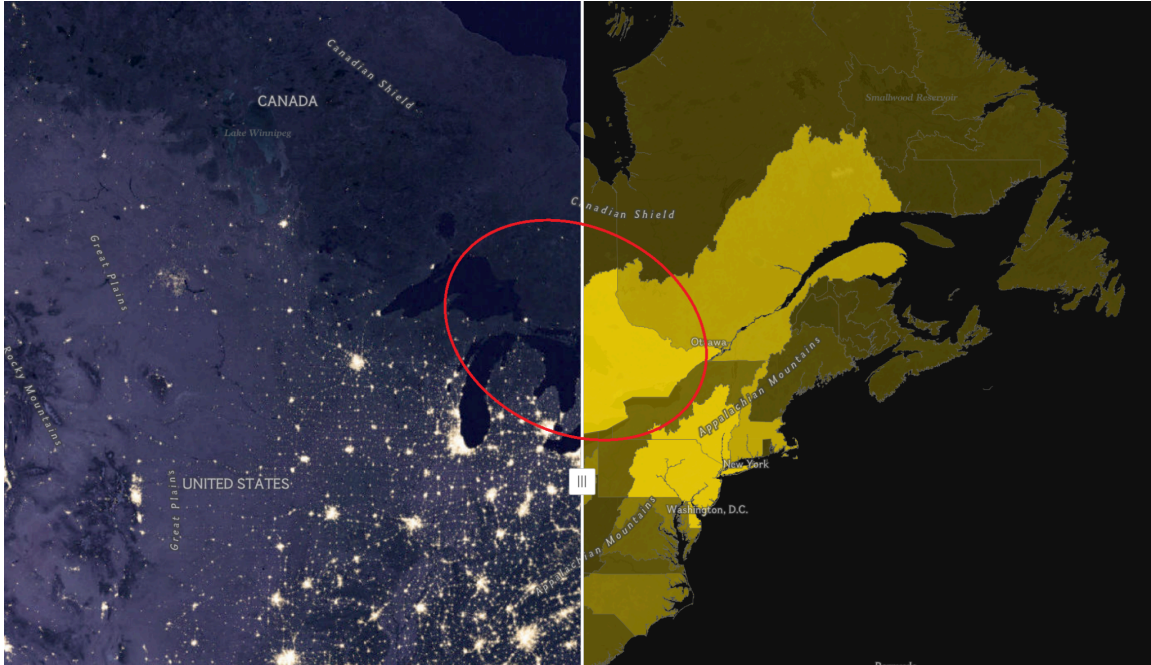 Canadian Shield
CANADA
Smallwood Reservoir
Lake Winnipeg
Canadian Shield
Great Plains
Ottawa
Rocky Mountains
Appalachian Mountains
New York
UNITED STATES
Great Plains
Washington, D.C.
Appalachian Mountains
Appalachian Mountains